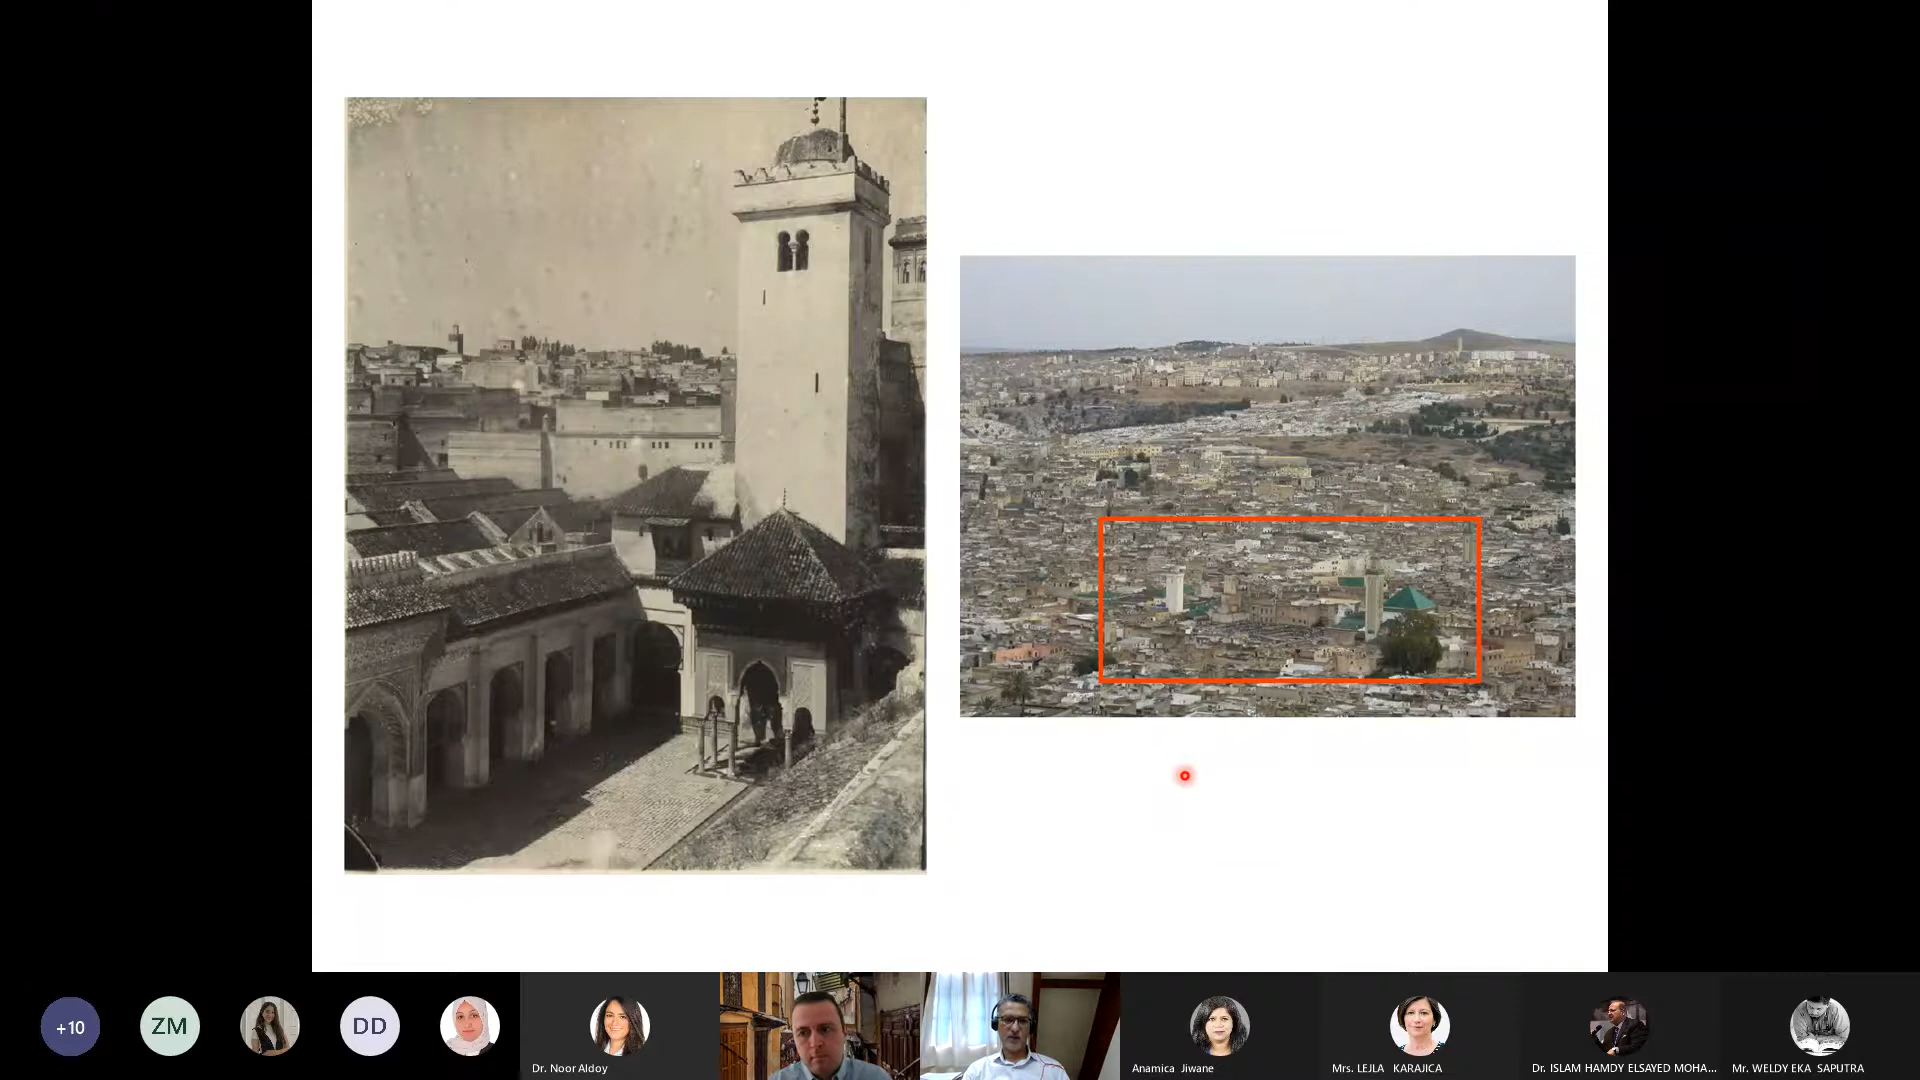 +10
ZM
DD
Dr. Noor Aldoy
Anamica Jiwane
Mrs. LEJLA KARAJICA
Dr. ISLAM HAMDY ELSAYED MOHA...
Mr. WELDY EKA SAPUTRA